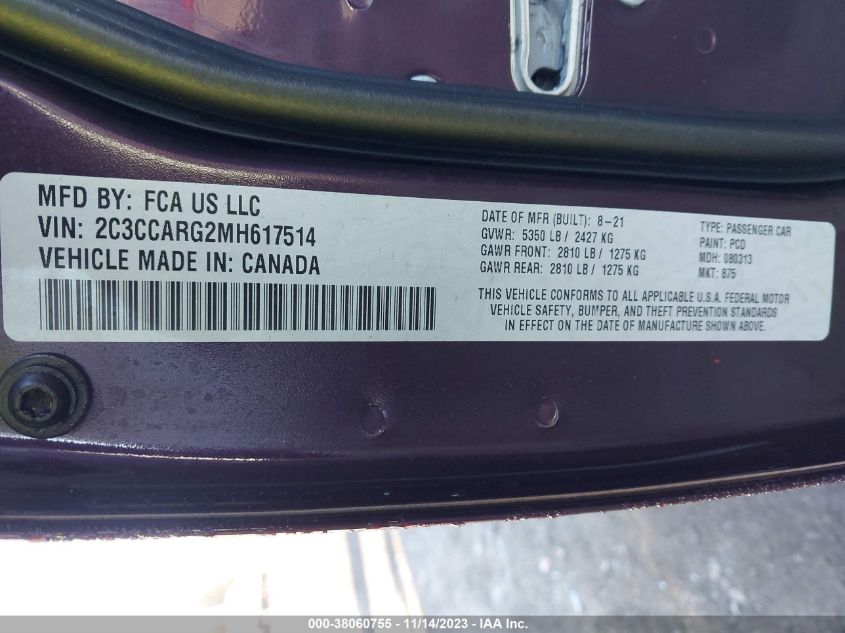 MFD BY: FCA US LLC
VIN: 2C3CCARG2MH617514
VEHICLE MADE IN: CANADA
DATE OF MFR (BUILT): 8-21
GVWR: 5350 LB / 2427 KG
GAWR FRONT: 2810 LB / 1275 KG
GAWR REAR: 2810 LB / 1275 KG
TYPE: PASSENGER CAR
PAINT: PCD
MDH: 080313
MKT: 875
THIS VEHICLE CONFORMS TO ALL APPLICABLE U.S.A. FEDERAL MOTOR
VEHICLE SAFETY, BUMPER, AND THEFT PREVENTION STANDARDS
IN EFFECT ON THE DATE OF MANUFACTURE SHOWN ABOVE.
000-38060755 - 11/14/2023 - IAA Inc.